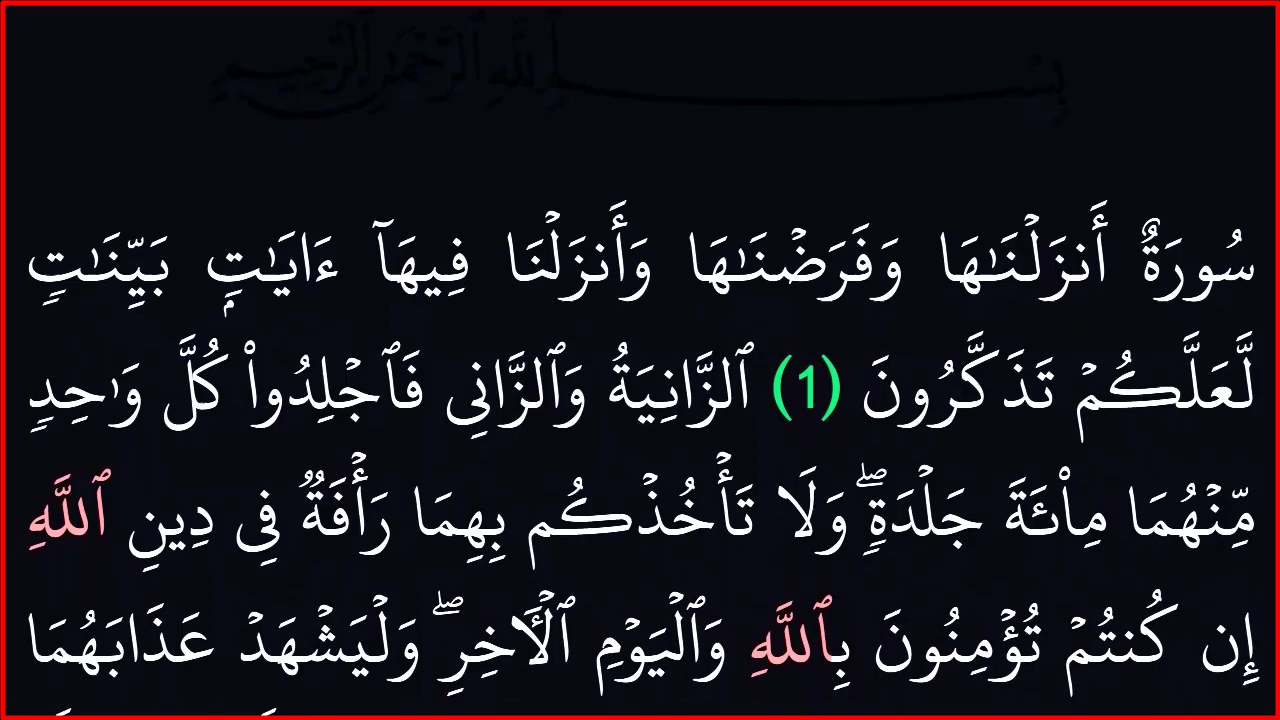 بِسْمِ ٱللَّهِ ٱلرَّحْمَٰنِ ٱلرَّحِيمِ
سُورَةٌ أَنزَلْنَـٰهَا وَفَرَضْنَـٰهَا وَأَنزَلْنَا فِيهَآ ءَايَـٰتٍۭ بَيِّنَـٰتٍ
لَّعَلَّكُمْ تَذَكَّرُونَ (1) ٱلزَّانِيَةُ وَٱلزَّانِى فَٱجْلِدُوا۟ كُلَّ وَٰحِدٍ
مِّنْهُمَا مِا۟ئَةَ جَلْدَةٍ ۖ وَلَا تَأْخُذْكُم بِهِمَا رَأْفَةٌ فِى دِينِ ٱللَّهِ
إِن كُنتُمْ تُؤْمِنُونَ بِٱللَّهِ وَٱلْيَوْمِ ٱلْـَٔاخِرِ ۖ وَلْيَشْهَدْ عَذَابَهُمَا